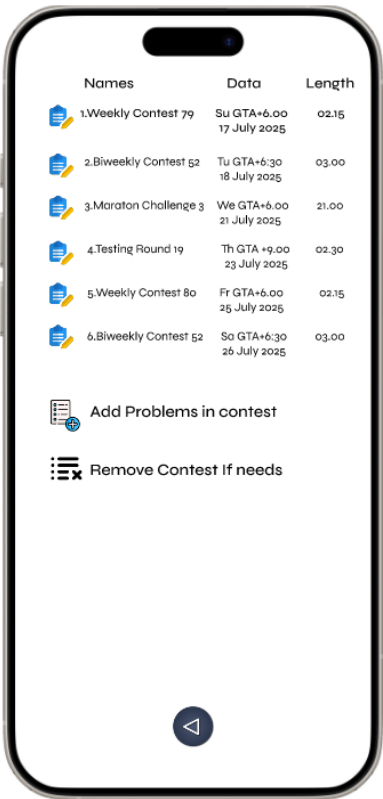 Names Data Length
1.Weekly Contest 79 Su GTA+6.00 02.15
17 July 2025
2.Biweekly Contest 52 Tu GTA+6:30 03.00
18 July 2025
3.Maraton Challenge 3 We GTA+6.00 21.00
21 July 2025
4.Testing Round 19 Th GTA +9.00 02.30
23 July 2025
5.Weekly Contest 80 Fr GTA+6.00 02.15
25 July 2025
6.Biweekly Contest 52 Sa GTA+6:30 03.00
26 July 2025
Add Problems in contest
Remove Contest If needs